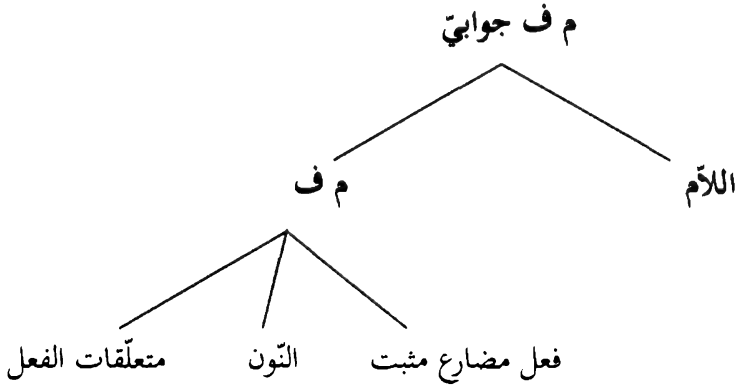 م ف جوابيّ
اللاّم م ف
فعل مضارع مثبت النّون متعلّقات الفعل